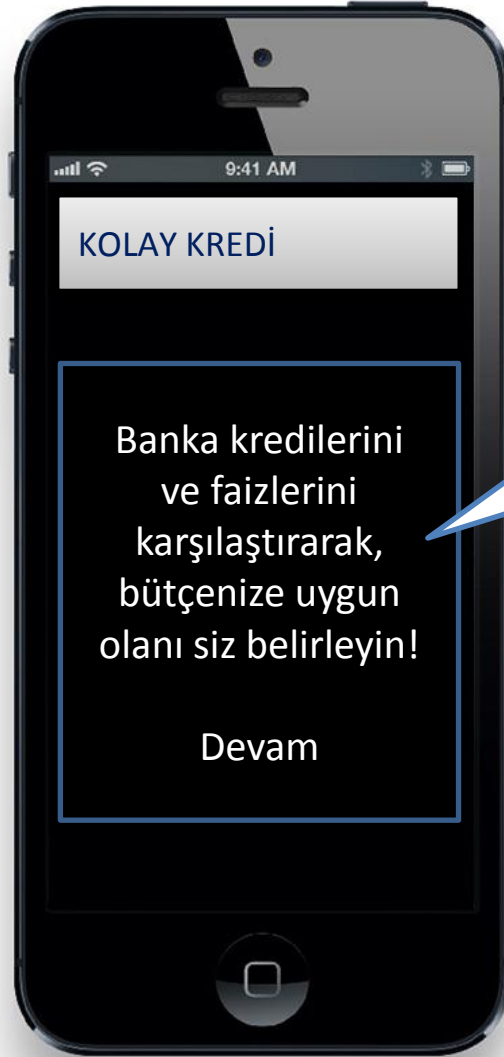 9:41 AM
KOLAY KREDİ
Banka kredilerini
ve faizlerini
karşılaştırarak,
bütçenize uygun
olanı siz belirleyin!
Devam